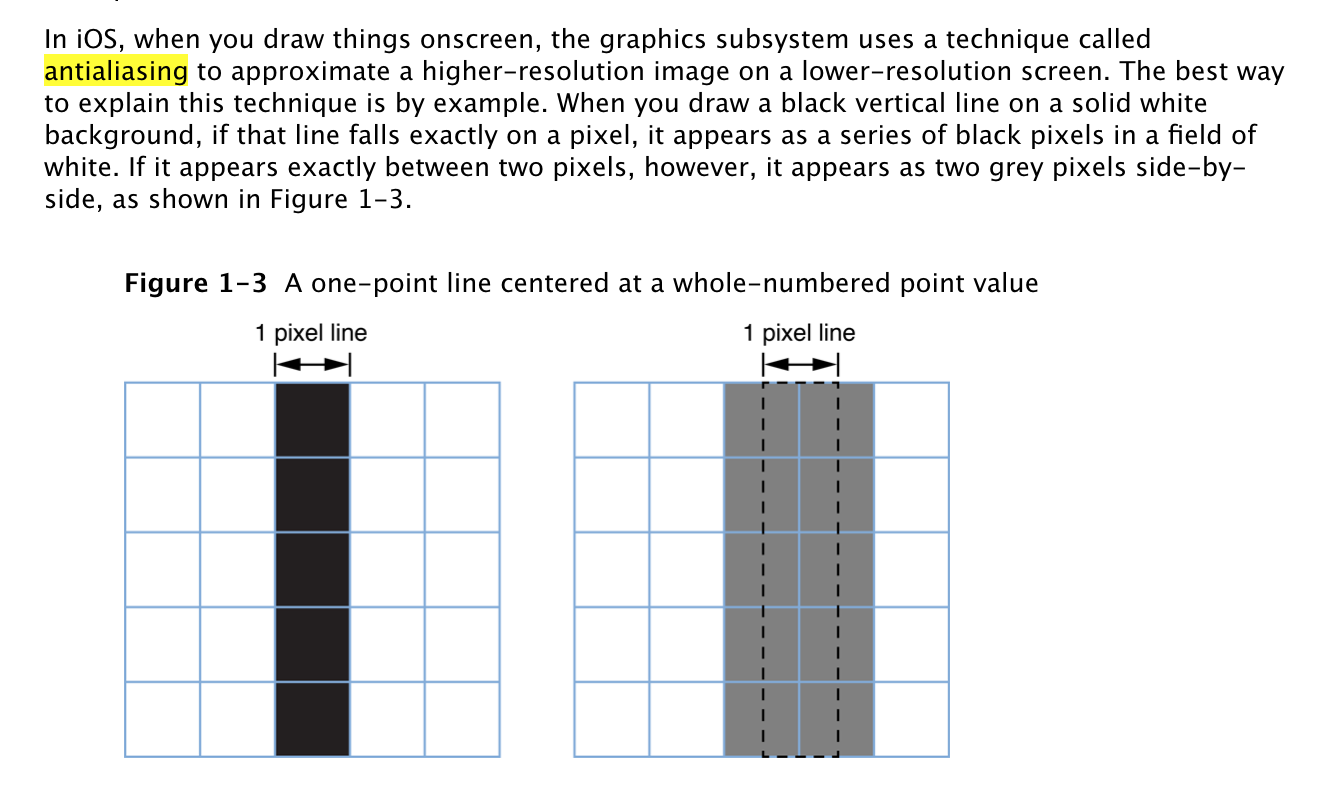 In iOS, when you draw things onscreen, the graphics subsystem uses a technique called
antialiasing to approximate a higher-resolution image on a lower-resolution screen. The best way
to explain this technique is by example. When you draw a black vertical line on a solid white
background, if that line falls exactly on a pixel, it appears as a series of black pixels in a field of
white. If it appears exactly between two pixels, however, it appears as two grey pixels side-by-
side, as shown in Figure 1-3.
Figure 1-3 A one-point line centered at a whole-numbered point value
1 pixel line
1 pixel line